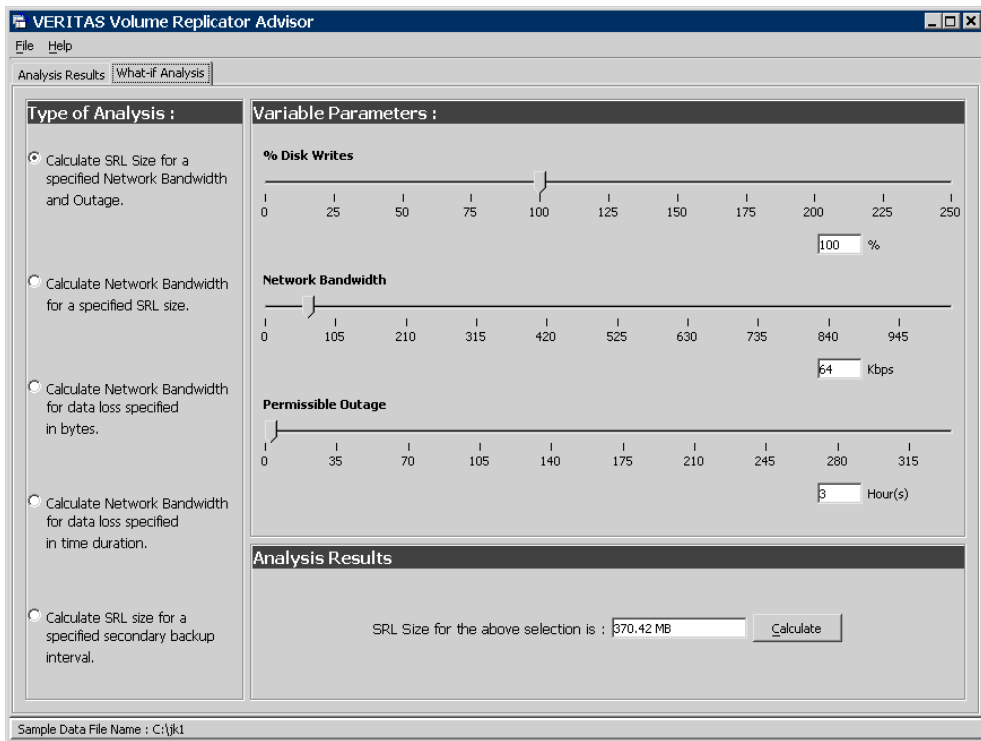 VERITAS Volume Replicator Advisor
File Help
Analysis Results What-if Analysis
Type of Analysis :
Calculate SRL Size for a
specified Network Bandwidth
and Outage.
Calculate Network Bandwidth
for a specified SRL size.
Calculate Network Bandwidth
for data loss specified
in bytes.
Calculate Network Bandwidth
for data loss specified
in time duration.
Calculate SRL size for a
specified secondary backup
interval.
Variable Parameters :
% Disk Writes
0 25 50 75 100 125 150 175 200 225 250
100 %
Network Bandwidth
0 105 210 315 420 525 630 735 840 945
64 Kbps
Permissible Outage
0 35 70 105 140 175 210 245 280 315
3 Hour(s)
Analysis Results
SRL Size for the above selection is : 370.42 MB Calculate
Sample Data File Name : C:\jk1